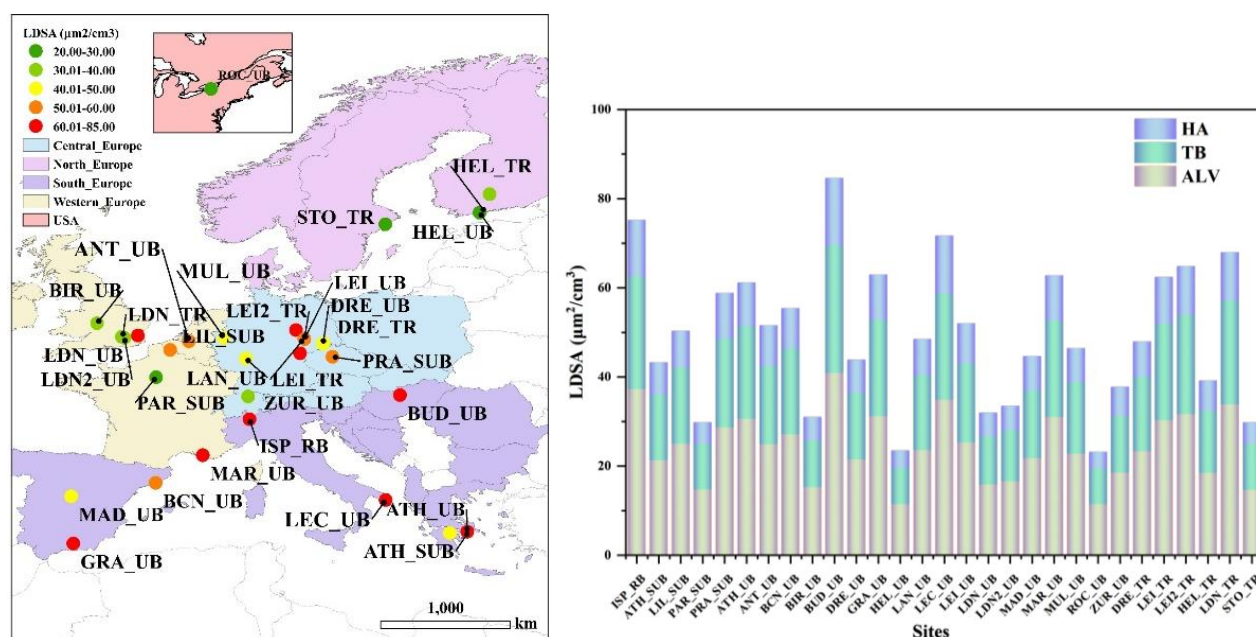 LDSA (µm2/cm3)
20.00-30.00
30.01-40.00
40.01-50.00
50.01-60.00
60.01-85.00
Central_Europe
North_Europe
South_Europe
Western_Europe
USA
ROC_UB
HEL_TR
STO_TR
HEL_UB
ANT_UB
MUL_UB
BIR_UB
LEI_UB
LDN_TR
LEI2_TR
DRE_UB
LIL_SUB
DRE_TR
LDN_UB
PRA_SUB
LDN2_UB
LAN_UB
LEI_TR
PAR_SUB
ZUR_UB
BUD_UB
ISP_RB
MAR_UB
BCN_UB
MAD_UB
LEC_UB
ATH_UB
ATH_SUB
GRA_UB
1,000
km
100
80
60
40
20
0
LDSA (µm²/cm³)
HA
TB
ALV
ISP_RB
ATH_SUB
LIL_SUB
PAR_SUB
PRA_SUB
ATH_UB
ANT_UB
BCN_UB
BIR_UB
BUD_UB
DRE_UB
GRA_UB
HEL_UB
LAN_UB
LEC_UB
LEI_UB
LDN_UB
LDN2_UB
MAD_UB
MAR_UB
MUL_UB
ROC_UB
ZUR_UB
DRE_TR
LEI_TR
LEI2_TR
HEL_TR
LDN_TR
STO_TR
Sites